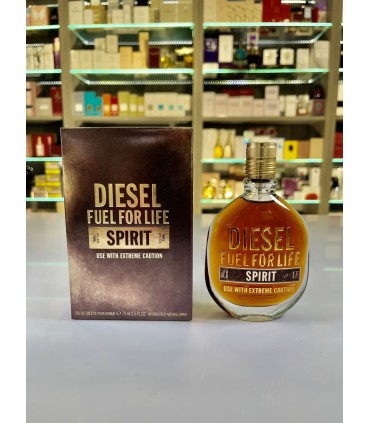 DIESEL
FUEL FOR LIFE
SPIRIT
USE WITH EXTREME CAUTION
DIESEL
FUEL FOR LIFE
SPIRIT
USE WITH EXTREME CAUTION